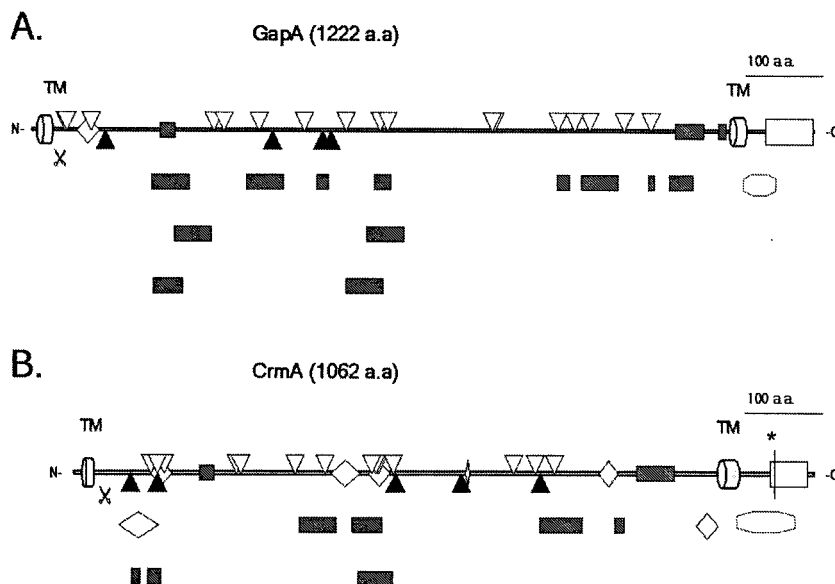 A.
GapA (1222 a.a)
100 a.a.
TM
TM
N-
-C
B.
CrmA (1062 a.a)
100 a.a.
TM
TM
*
N-
-C